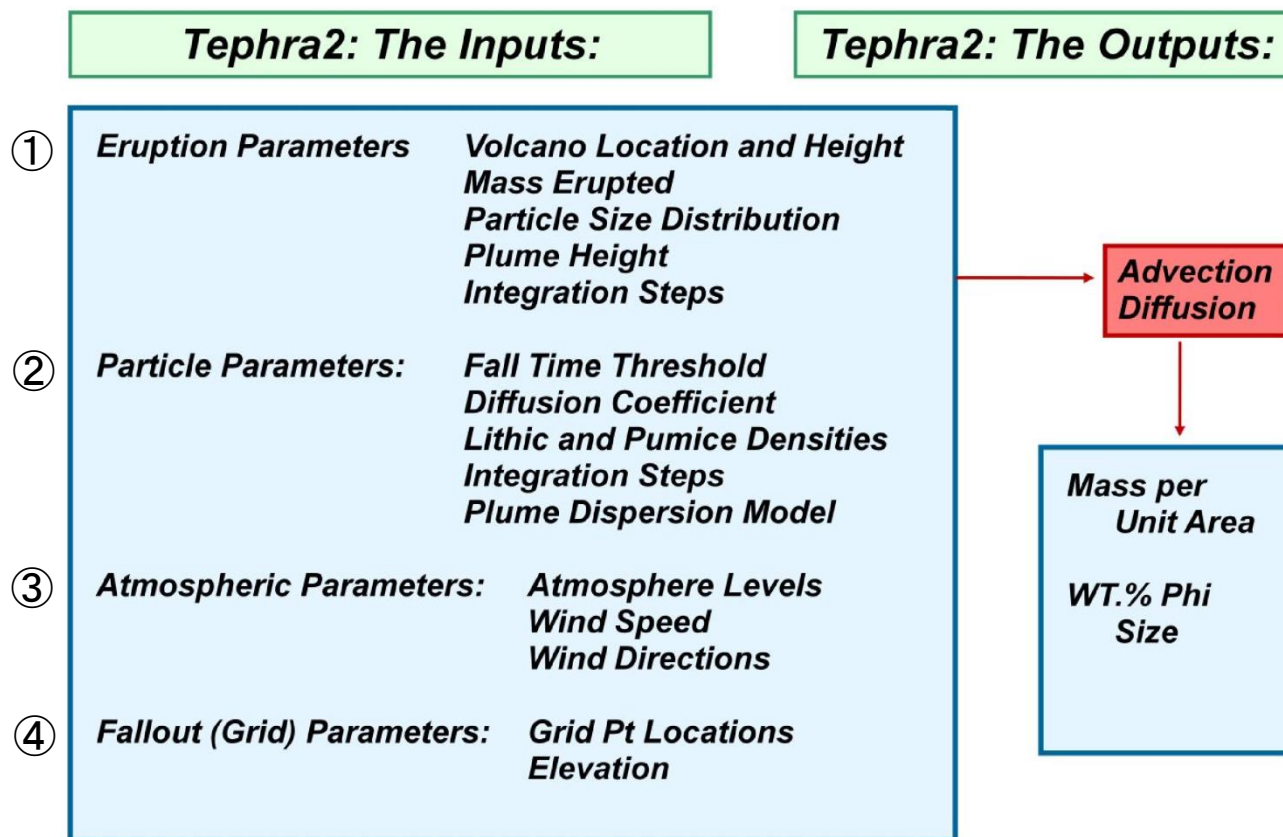 Tephra2: The Inputs:
Tephra2: The Outputs:
① Eruption Parameters Volcano Location and Height
Mass Erupted
Particle Size Distribution
Plume Height
Integration Steps
② Particle Parameters: Fall Time Threshold
Diffusion Coefficient
Lithic and Pumice Densities
Integration Steps
Plume Dispersion Model
③ Atmospheric Parameters: Atmosphere Levels
Wind Speed
Wind Directions
④ Fallout (Grid) Parameters: Grid Pt Locations
Elevation
Advection
Diffusion
Mass per
Unit Area
WT.% Phi
Size